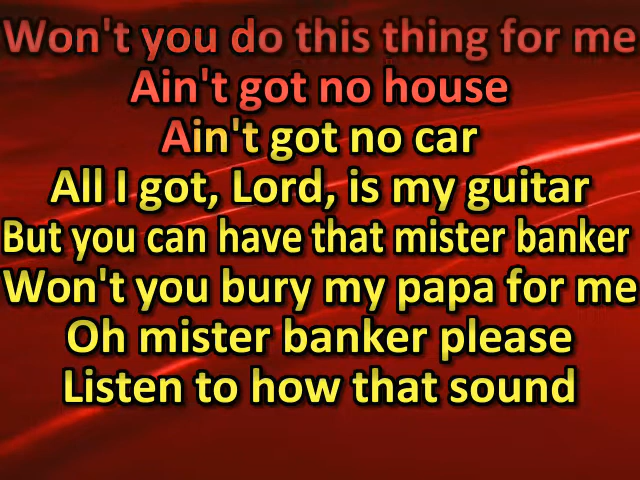 Won't you do this thing for me
Ain't got no house
Ain't got no car
All I got, Lord, is my guitar
But you can have that mister banker
Won't you bury my papa for me
Oh mister banker please
Listen to how that sound